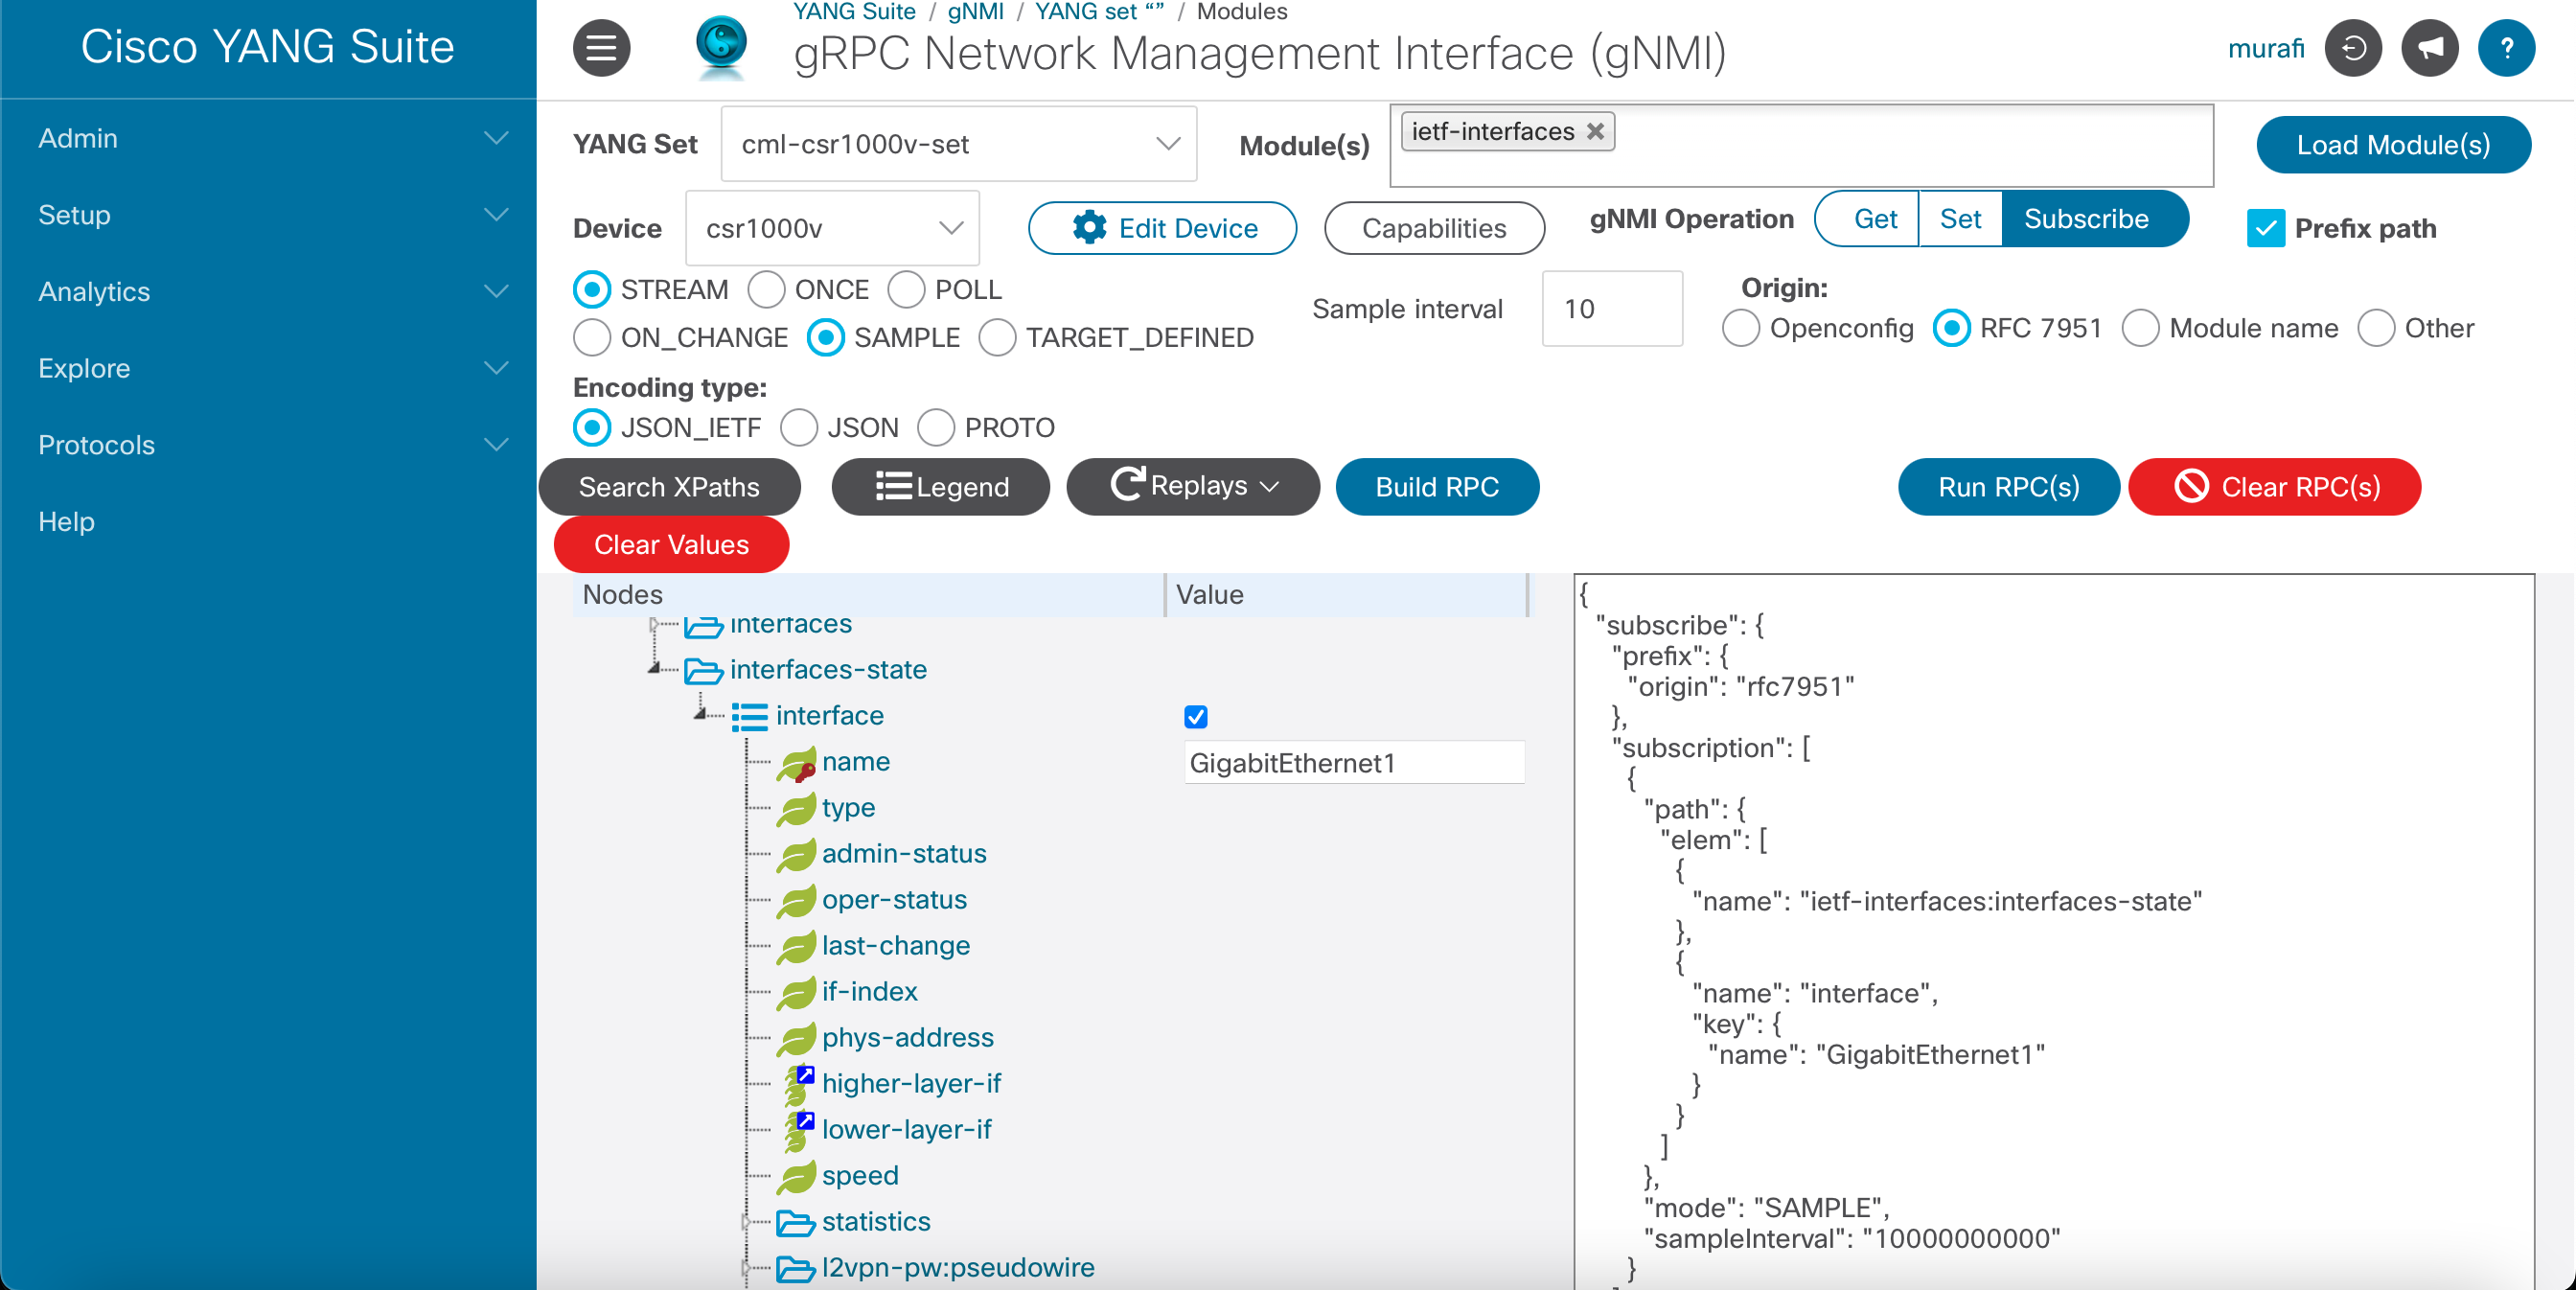 Cisco YANG Suite
Admin
Setup
Analytics
Explore
Protocols
Help
YANG Suite / gNMI / YANG set “” / Modules
gRPC Network Management Interface (gNMI)
murafi
?
YANG Set
cml-csr1000v-set
Module(s)
ietf-interfaces
Load Module(s)
Device
csr1000v
Edit Device
Capabilities
gNMI Operation
Get
Set
Subscribe
Prefix path
STREAM
ONCE
POLL
ON_CHANGE
SAMPLE
TARGET_DEFINED
Sample interval
10
Origin:
Openconfig
RFC 7951
Module name
Other
Encoding type:
JSON_IETF
JSON
PROTO
Search XPaths
Legend
Replays
Build RPC
Run RPC(s)
Clear RPC(s)
Clear Values
Nodes
Value
interfaces
interfaces-state
interface
name
GigabitEthernet1
type
admin-status
oper-status
last-change
if-index
phys-address
higher-layer-if
lower-layer-if
speed
statistics
l2vpn-pw:pseudowire
{
"subscribe": {
"prefix": {
"origin": "rfc7951"
},
"subscription": [
{
"path": {
"elem": [
{
"name": "ietf-interfaces:interfaces-state"
},
{
"name": "interface",
"key": {
"name": "GigabitEthernet1"
}
}
]
},
"mode": "SAMPLE",
"sampleInterval": "10000000000"
}